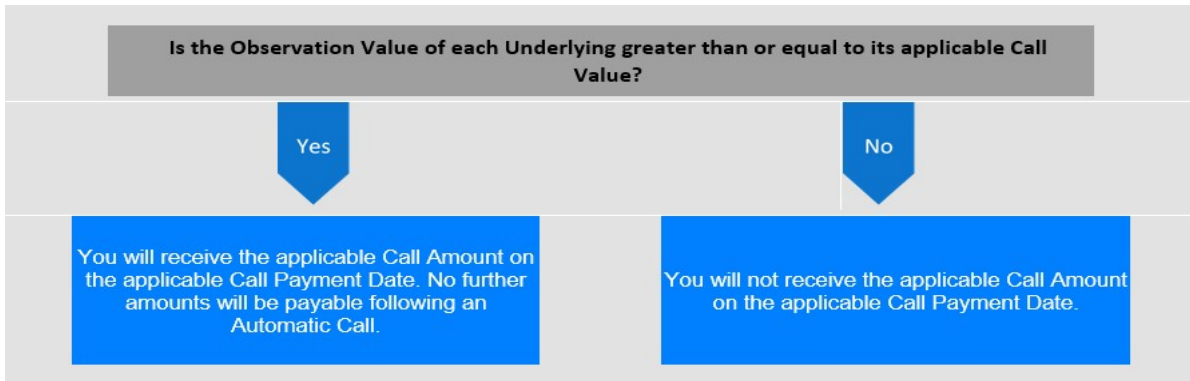 Is the Observation Value of each Underlying greater than or equal to its applicable Call
Value?
Yes
No
You will receive the applicable Call Amount on
the applicable Call Payment Date. No further
amounts will be payable following an
Automatic Call.
You will not receive the applicable Call Amount
on the applicable Call Payment Date.